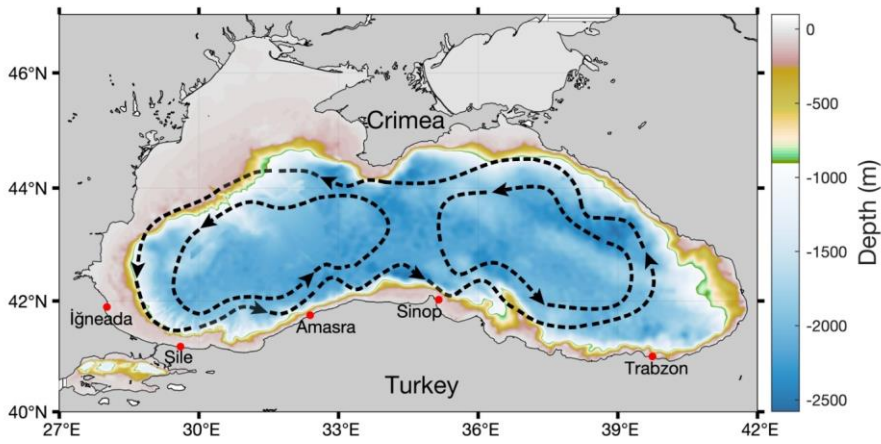 46°N
44°N
42°N
40°N
27°E
30°E
33°E
36°E
39°E
42°E
Crimea
İğneada
Şile
Amasra
Sinop
Trabzon
Turkey
0
-500
-1000
-1500
-2000
-2500
Depth (m)